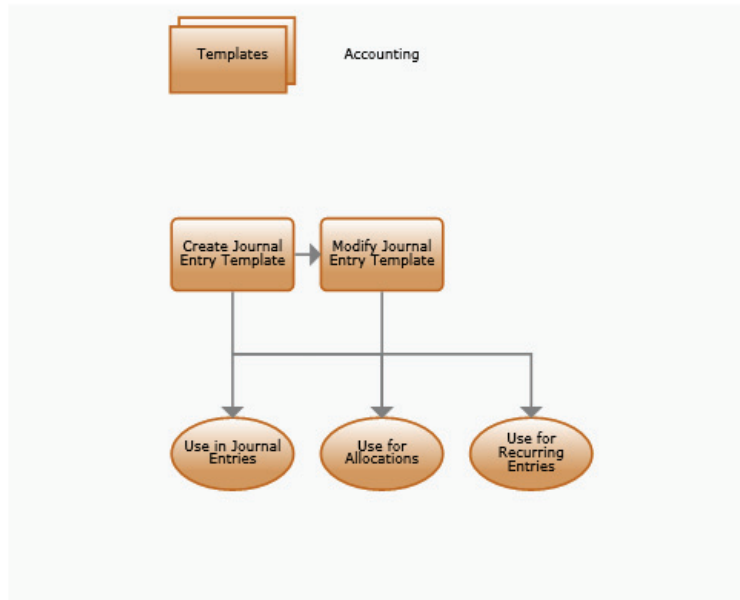 Templates
Accounting
Create Journal
Entry Template
Modify Journal
Entry Template
Use in Journal
Entries
Use for
Allocations
Use for
Recurring
Entries